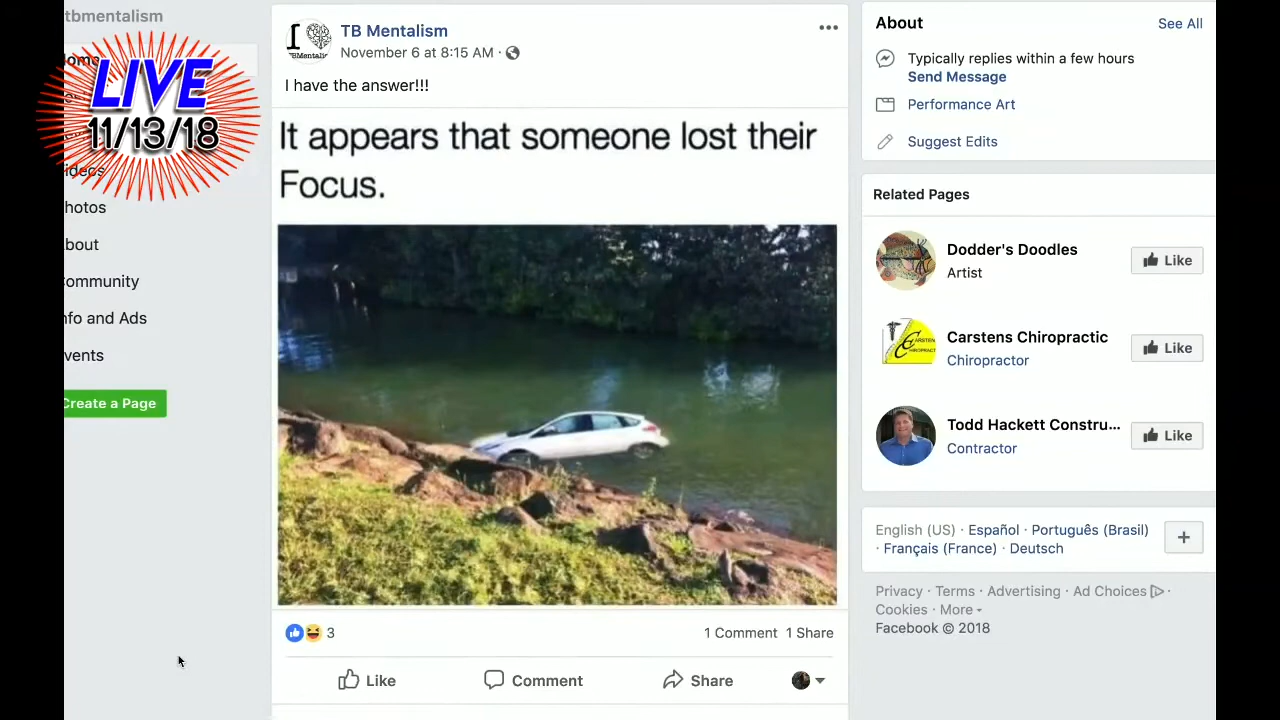 tbmentalism
LIVE
11/13/18
hotos
bout
ommunity
nfo and Ads
vents
Create a Page
TB Mentalism
November 6 at 8:15 AM ·
I have the answer!!!
It appears that someone lost their
Focus.
3
1 Comment 1 Share
Like Comment Share
About See All
Typically replies within a few hours
Send Message
Performance Art
Suggest Edits
Related Pages
Dodder's Doodles
Artist
Like
Carstens Chiropractic
Chiropractor
Like
Todd Hackett Constru...
Contractor
Like
English (US) · Español · Português (Brasil)
· Français (France) · Deutsch
Privacy · Terms · Advertising · Ad Choices ·
Cookies · More
Facebook © 2018